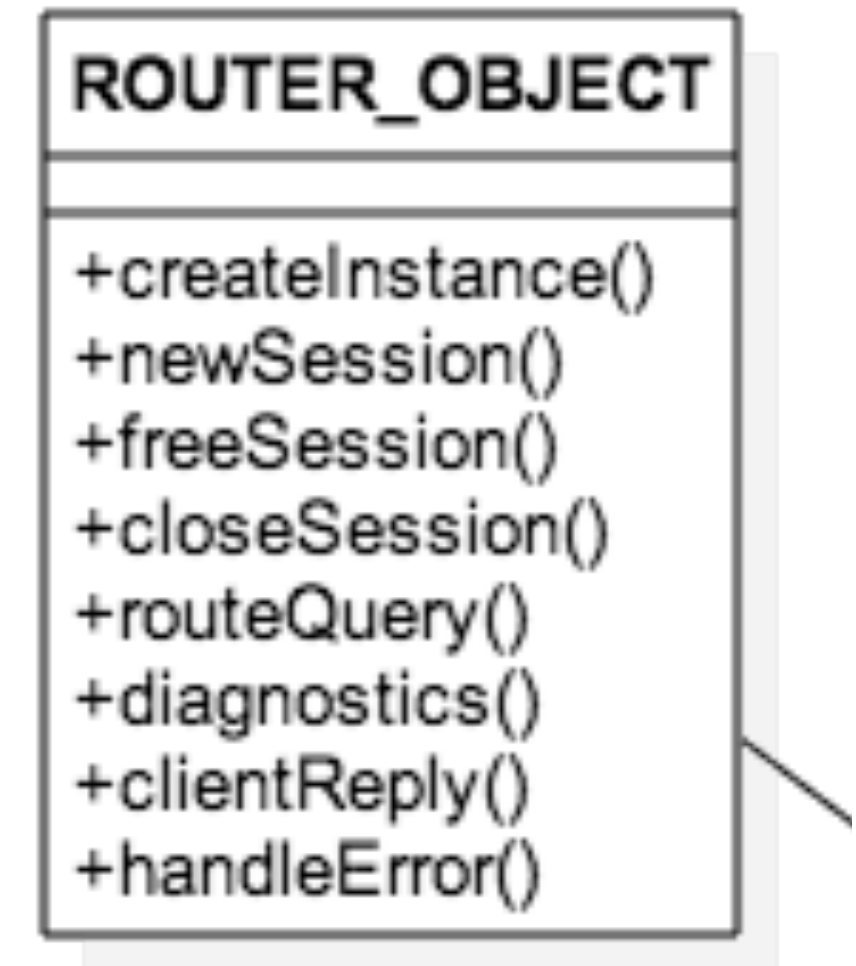 ROUTER_OBJECT
+createInstance()
+newSession()
+freeSession()
+closeSession()
+routeQuery()
+diagnostics()
+clientReply()
+handleError()